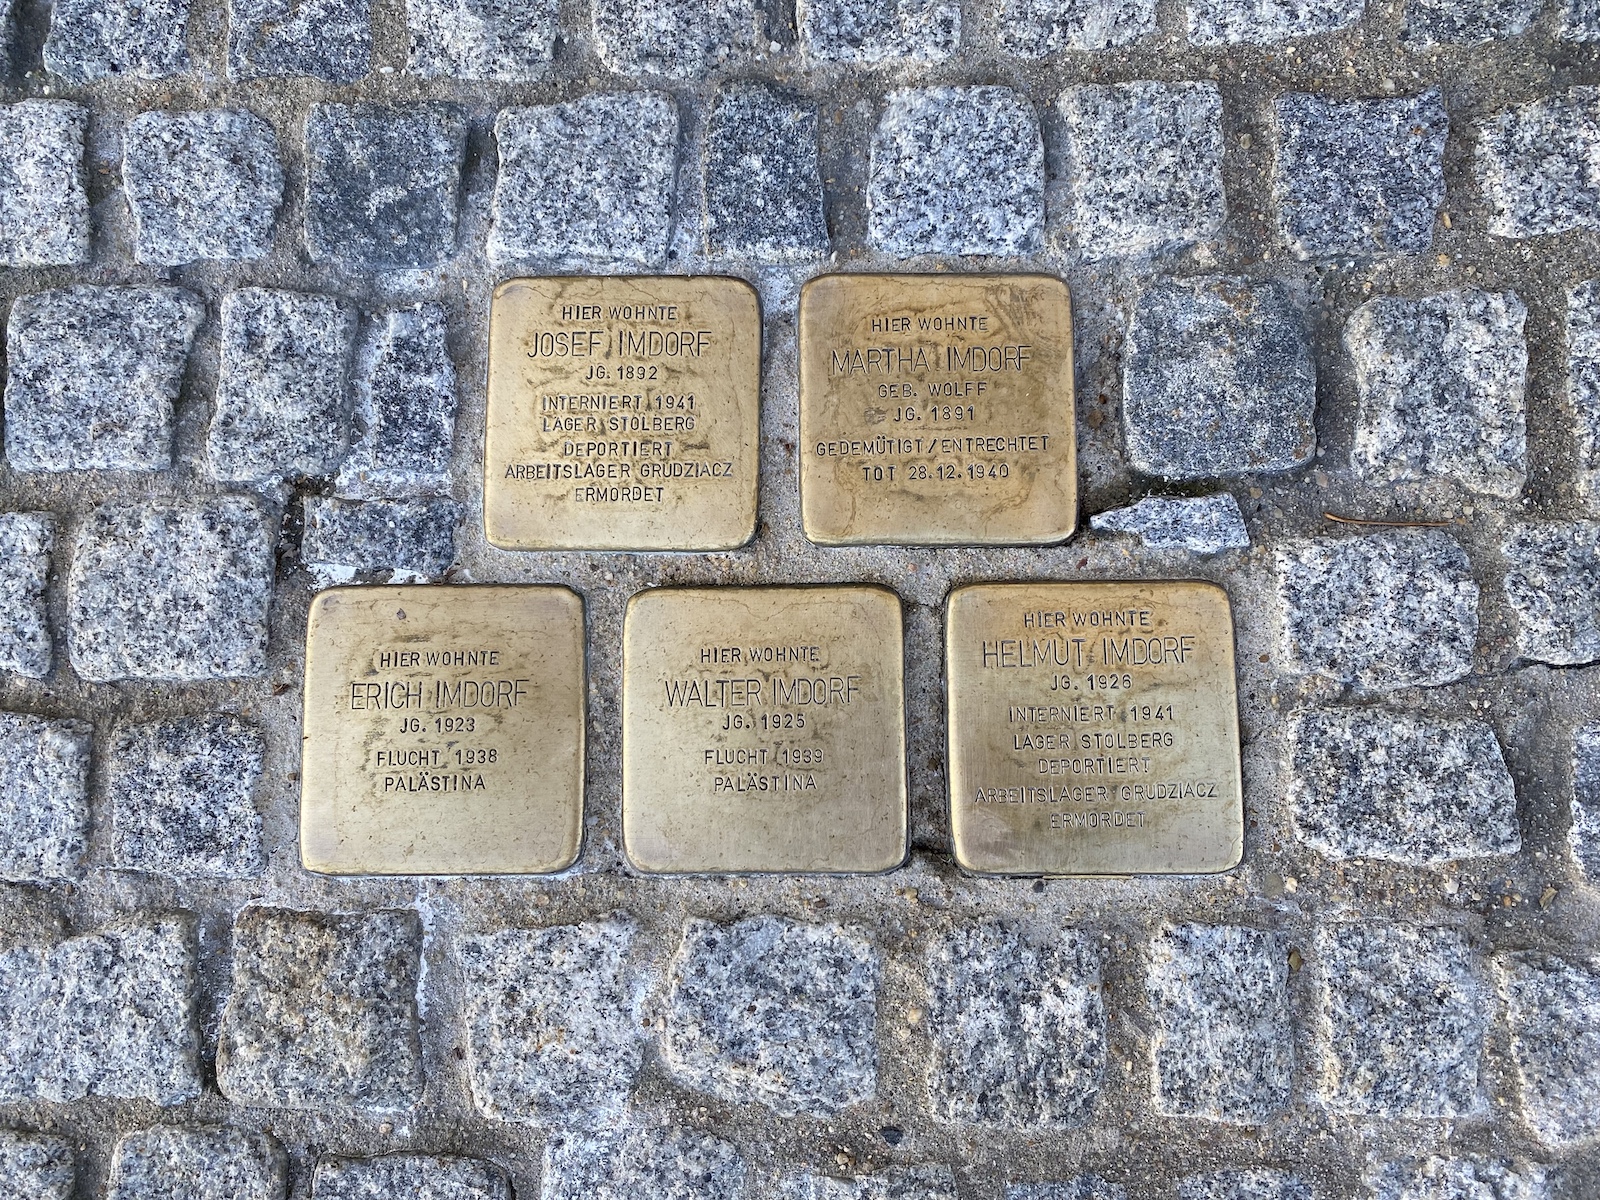 HIER WOHNTE
JOSEF IMDORF
JG. 1892
INTERNIERT 1941
LAGER STOLBERG
DEPORTIERT
ARBEITSLAGER GRUDZIACZ
ERMORDET
HIER WOHNTE
MARTHA IMDORF
GEB. WOLFF
JG. 1891
GEDEMÜTIGT/ENTRECHTET
TOT 28.12.1940
HIER WOHNTE
ERICH IMDORF
JG. 1923
FLUCHT 1938
PALÄSTINA
HIER WOHNTE
WALTER IMDORF
JG. 1925
FLUCHT 1939
PALÄSTINA
HIER WOHNTE
HELMUT IMDORF
JG. 1926
INTERNIERT 1941
LAGER STOLBERG
DEPORTIERT
ARBEITSLAGER GRUDZIACZ
ERMORDET